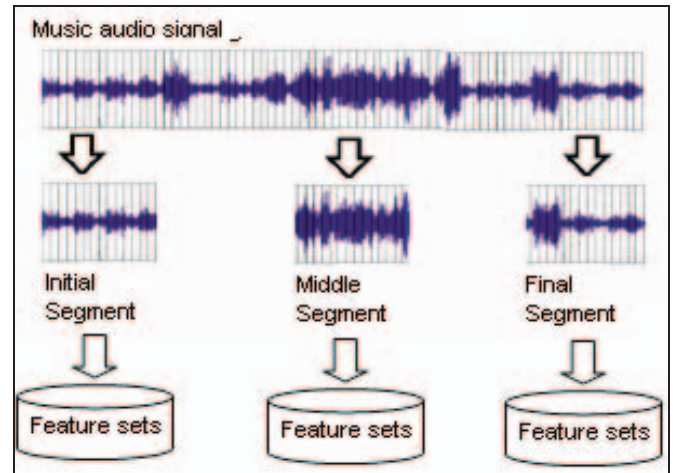 Music audio signal
Initial
Segment
Middle
Segment
Final
Segment
Feature sets
Feature sets
Feature sets